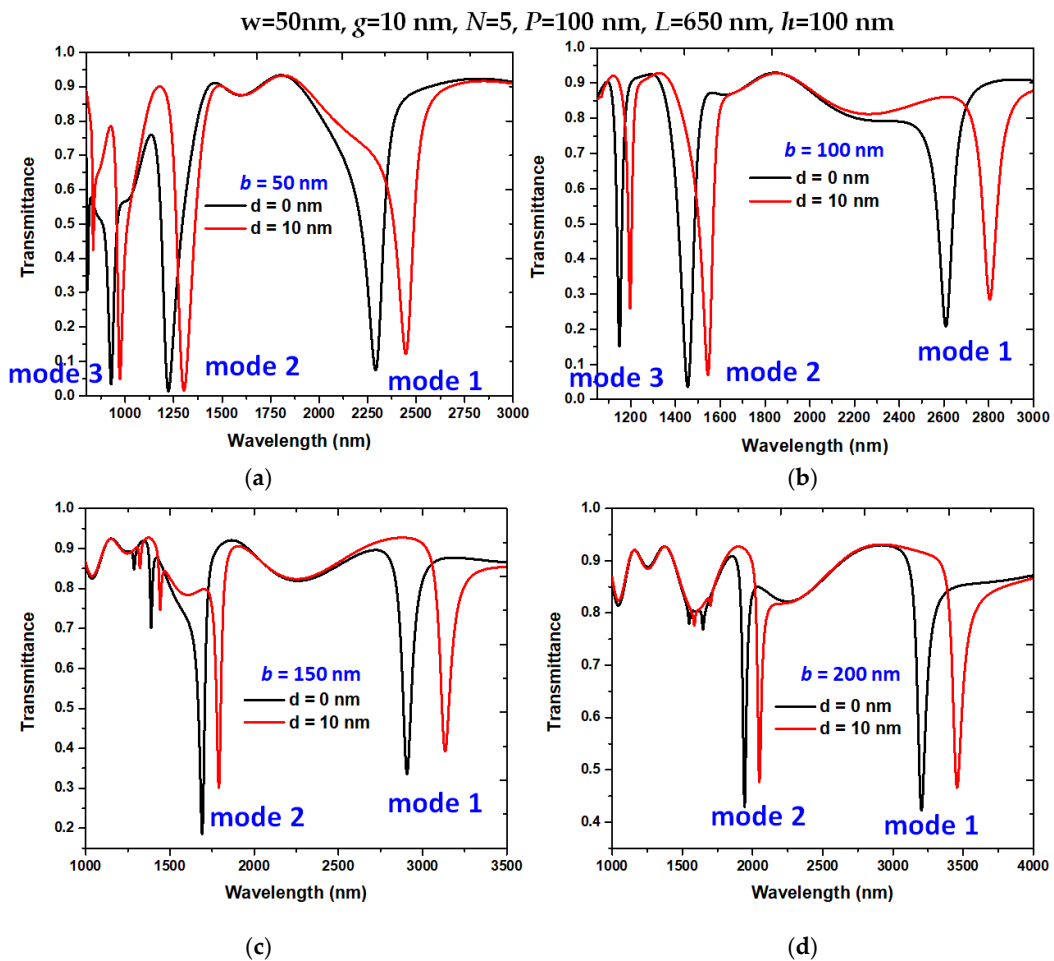 w=50nm, g=10 nm, N=5, P=100 nm, L=650 nm, h=100 nm
1.0
0.9
0.8
0.7
0.6
0.5
0.4
0.3
0.2
0.1
0.0
Transmittance
b = 50 nm
d = 0 nm
d = 10 nm
mode 3
mode 2
mode 1
1000 1250 1500 1750 2000 2250 2500 2750 3000
Wavelength (nm)
(a)
1.0
0.9
0.8
0.7
0.6
0.5
0.4
0.3
0.2
0.1
0.0
Transmittance
b = 100 nm
d = 0 nm
d = 10 nm
mode 3
mode 2
mode 1
1200 1400 1600 1800 2000 2200 2400 2600 2800 3000
Wavelength (nm)
(b)
1.0
0.9
0.8
0.7
0.6
0.5
0.4
0.3
0.2
Transmittance
b = 150 nm
d = 0 nm
d = 10 nm
mode 2
mode 1
1000 1500 2000 2500 3000 3500
Wavelength (nm)
(c)
1.0
0.9
0.8
0.7
0.6
0.5
0.4
Transmittance
b = 200 nm
d = 0 nm
d = 10 nm
mode 2
mode 1
1000 1500 2000 2500 3000 3500 4000
Wavelength (nm)
(d)